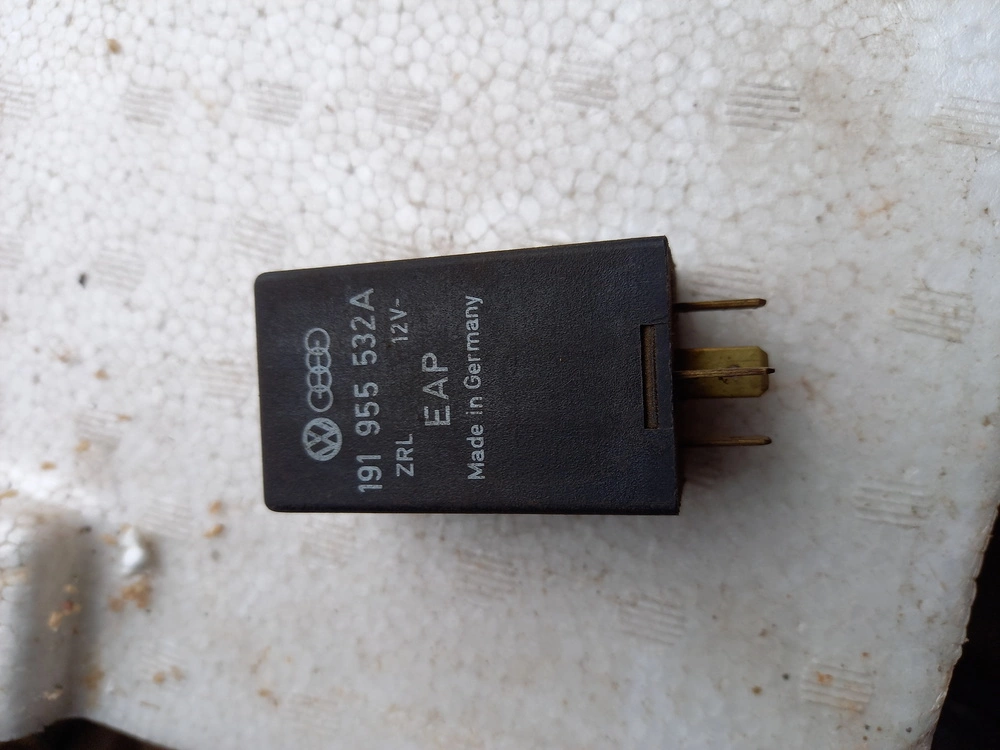 191 955 532A
ZRL 12V-
EAP
Made in Germany